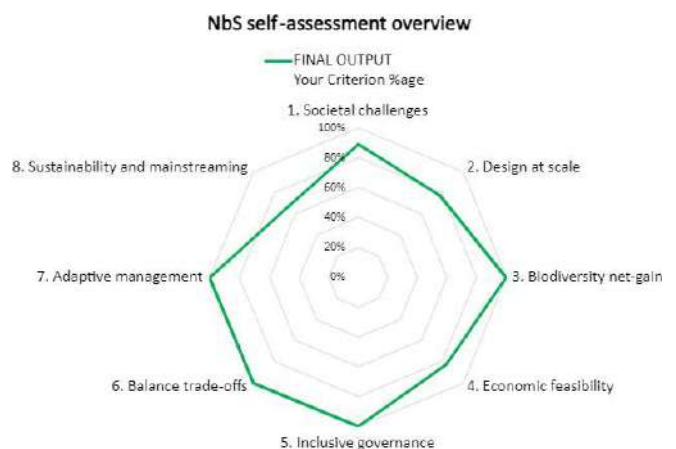 NbS self-assessment overview
FINAL OUTPUT
Your Criterion %age
1. Societal challenges
100%
8. Sustainability and mainstreaming
80%
2. Design at scale
60%
40%
20%
7. Adaptive management
0%
3. Biodiversity net-gain
6. Balance trade-offs
4. Economic feasibility
5. Inclusive governance